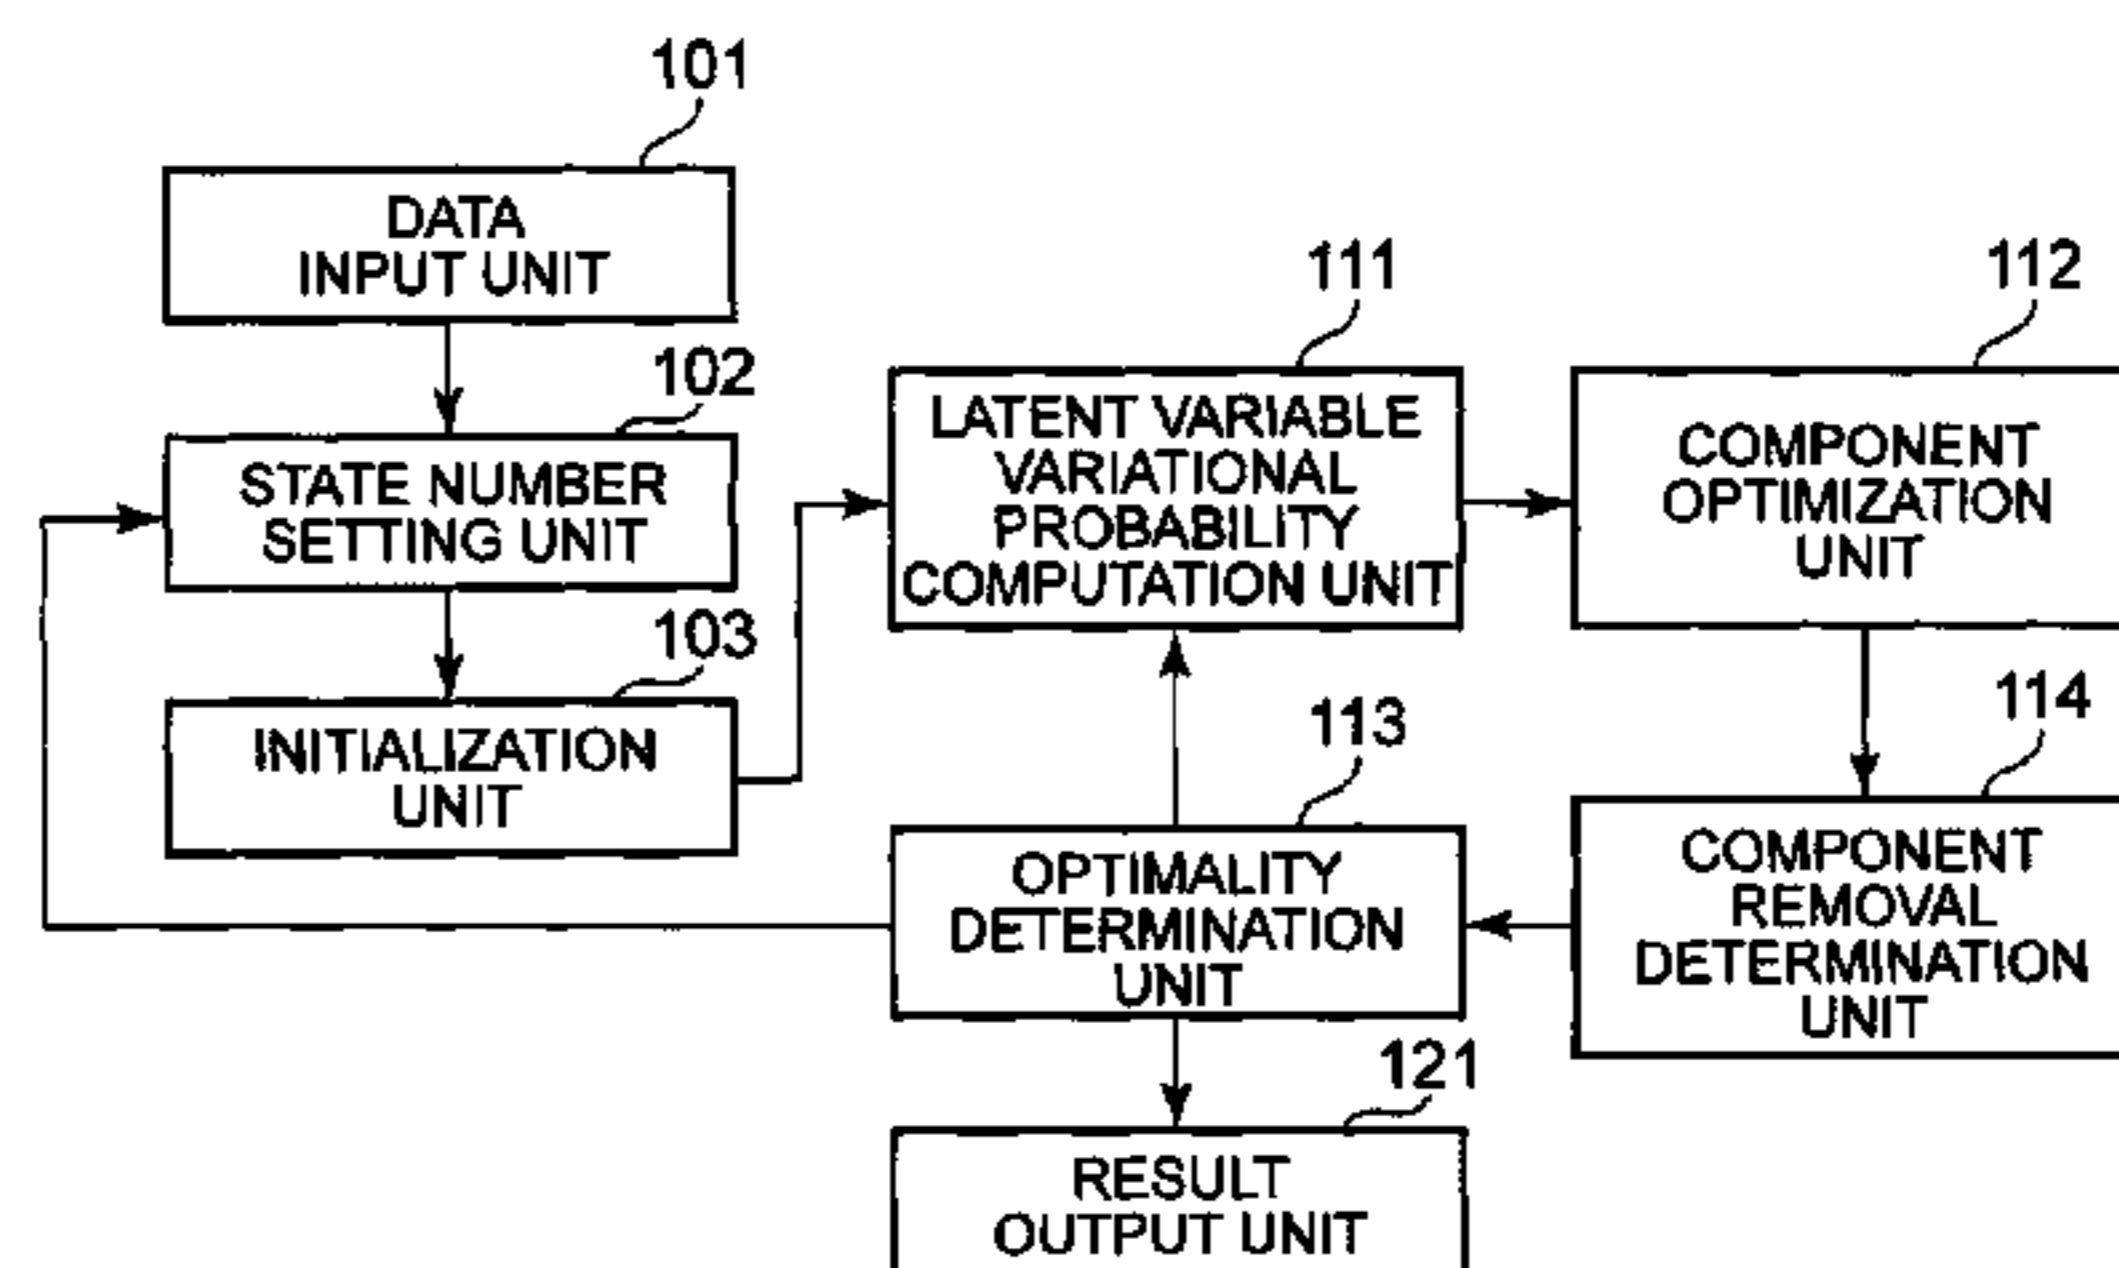 101
DATA
INPUT UNIT
102
STATE NUMBER
SETTING UNIT
103
INITIALIZATION
UNIT
111
LATENT VARIABLE
VARIATIONAL
PROBABILITY
COMPUTATION UNIT
112
COMPONENT
OPTIMIZATION
UNIT
114
COMPONENT
REMOVAL
DETERMINATION
UNIT
113
OPTIMALITY
DETERMINATION
UNIT
121
RESULT
OUTPUT UNIT